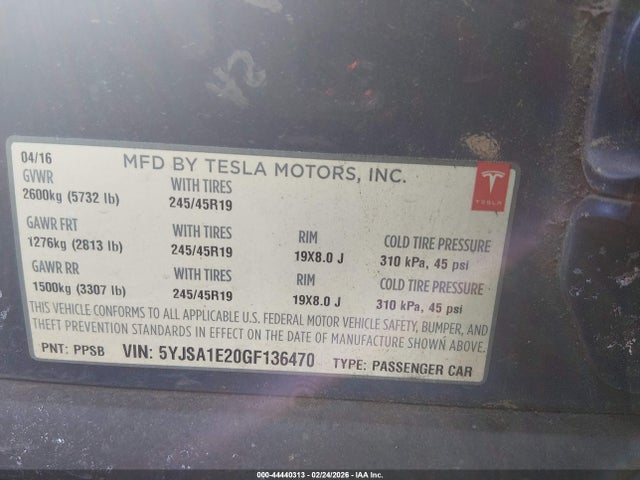 04/16 MFD BY TESLA MOTORS, INC.
GVWR WITH TIRES
2600kg (5732 lb) 245/45R19
TESLA
GAWR FRT WITH TIRES RIM COLD TIRE PRESSURE
1276kg (2813 lb) 245/45R19 19X8.0 J 310 kPa, 45 psi
GAWR RR WITH TIRES RIM COLD TIRE PRESSURE
1500kg (3307 lb) 245/45R19 19X8.0 J 310 kPa, 45 psi
THIS VEHICLE CONFORMS TO ALL APPLICABLE U.S. FEDERAL MOTOR VEHICLE SAFETY, BUMPER, AND
THEFT PREVENTION STANDARDS IN EFFECT ON THE DATE OF MANUFACTURE SHOWN ABOVE.
PNT: PPSB VIN: 5YJSA1E20GF136470 TYPE: PASSENGER CAR
000-44440313 - 02/24/2026 - IAA Inc.